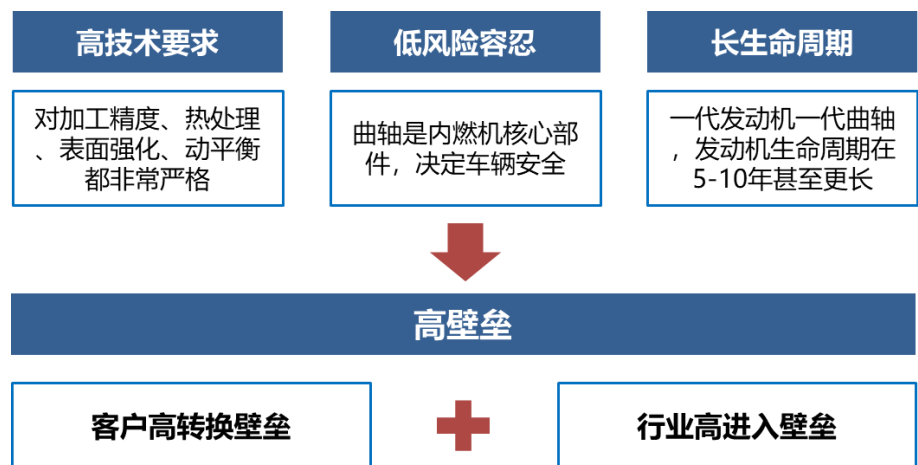 高技术要求
低风险容忍
长生命周期
对加工精度、热处理
、表面强化、动平衡
都非常严格
曲轴是内燃机核心部
件，决定车辆安全
一代发动机一代曲轴
，发动机生命周期在
5-10年甚至更长
高壁垒
客户高转换壁垒
行业高进入壁垒